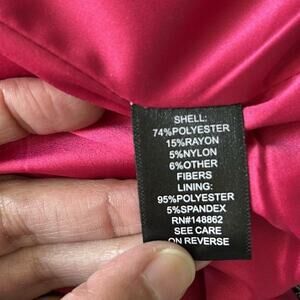 SHELL:
74%POLYESTER
15%RAYON
5%NYLON
6%OTHER
FIBERS
LINING:
95%POLYESTER
5%SPANDEX
RN#148862
SEE CARE
ON REVERSE